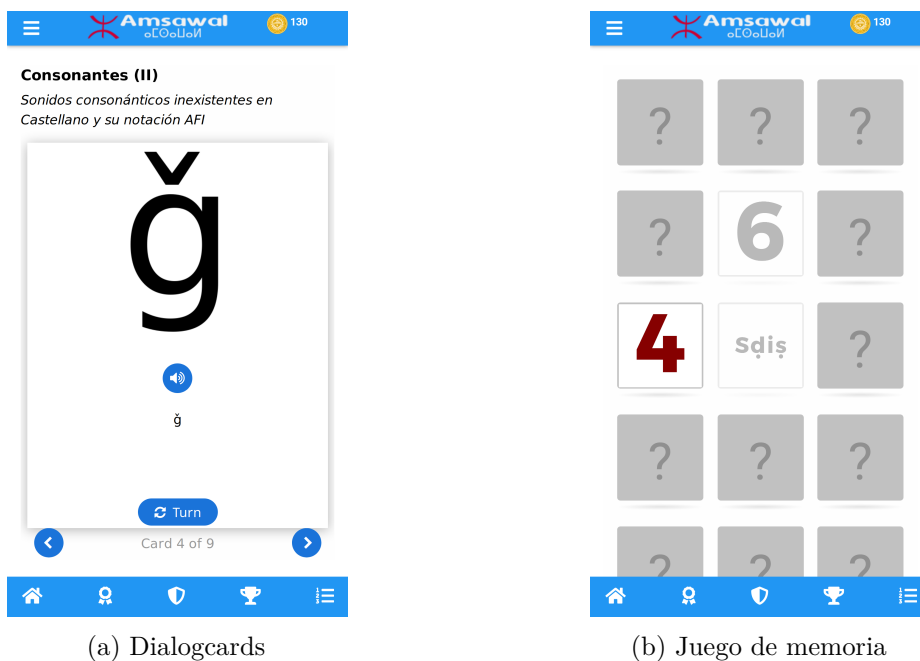 Amsawal
ⴰⵎⵙⴰⵡⴰⵍ
130
Consonantes (II)
Sonidos consonánticos inexistentes en
Castellano y su notación AFI
ǧ
ǧ
Turn
Card 4 of 9
(a) Dialogcards
Amsawal
ⴰⵎⵙⴰⵡⴰⵍ
130
? ? ?
? 6 ?
4 Sḍiṣ ?
? ? ?
? ? ?
(b) Juego de memoria